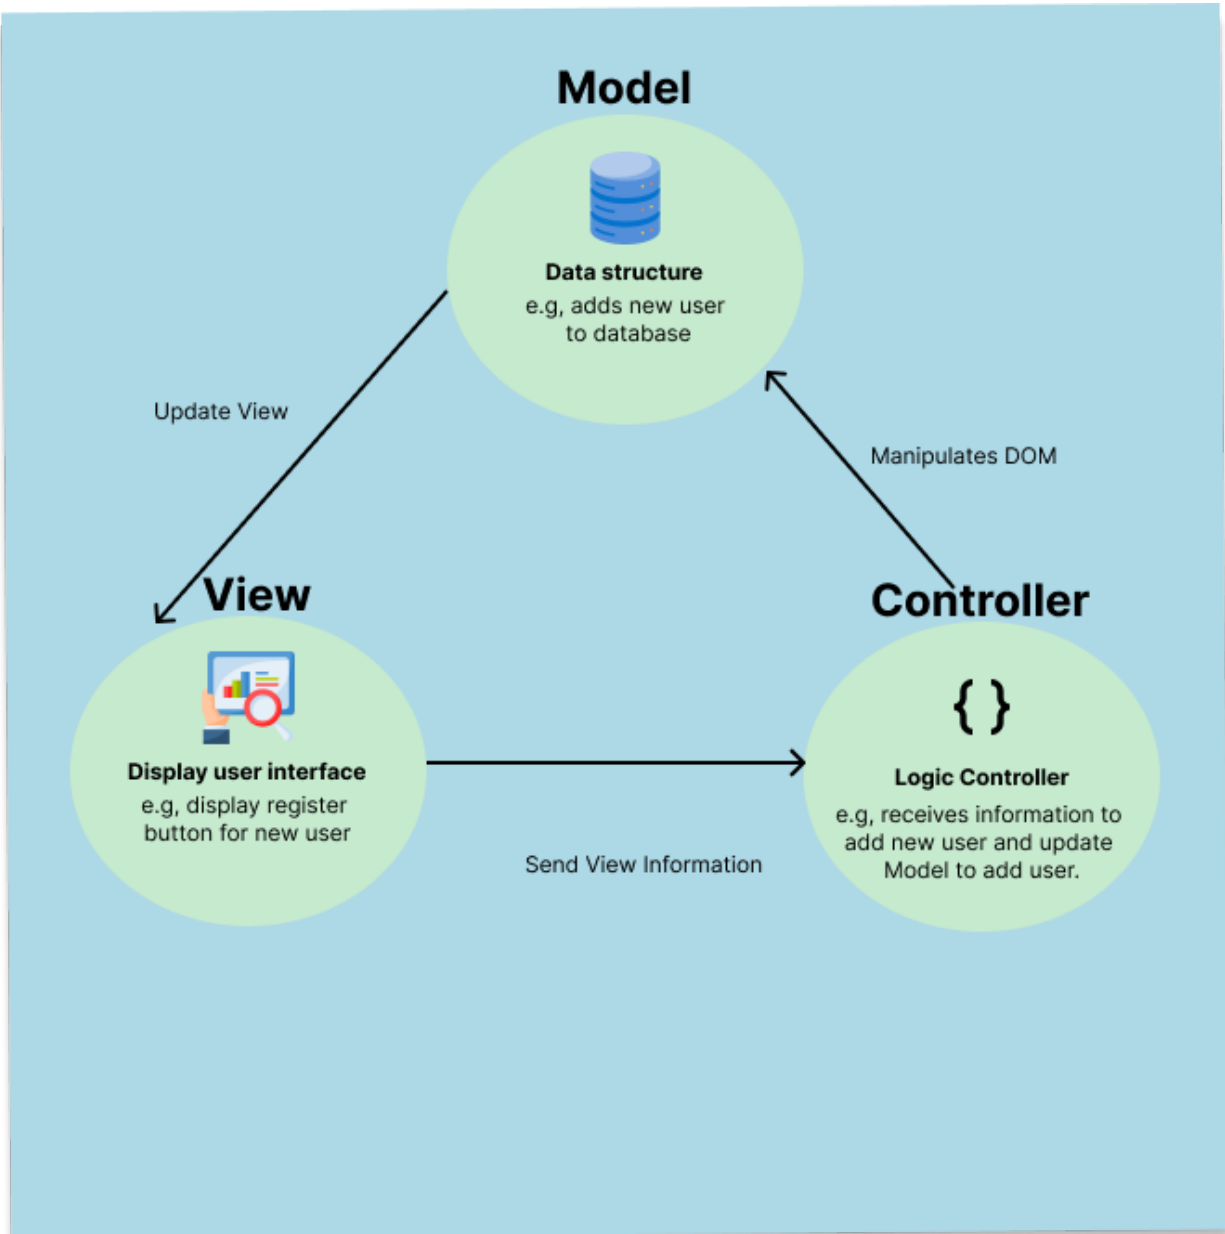 Model
Data structure
e.g, adds new user
to database
Update View
Manipulates DOM
View
Controller
Display user interface
e.g, display register
button for new user
{ }
Logic Controller
e.g, receives information to
add new user and update
Model to add user.
Send View Information